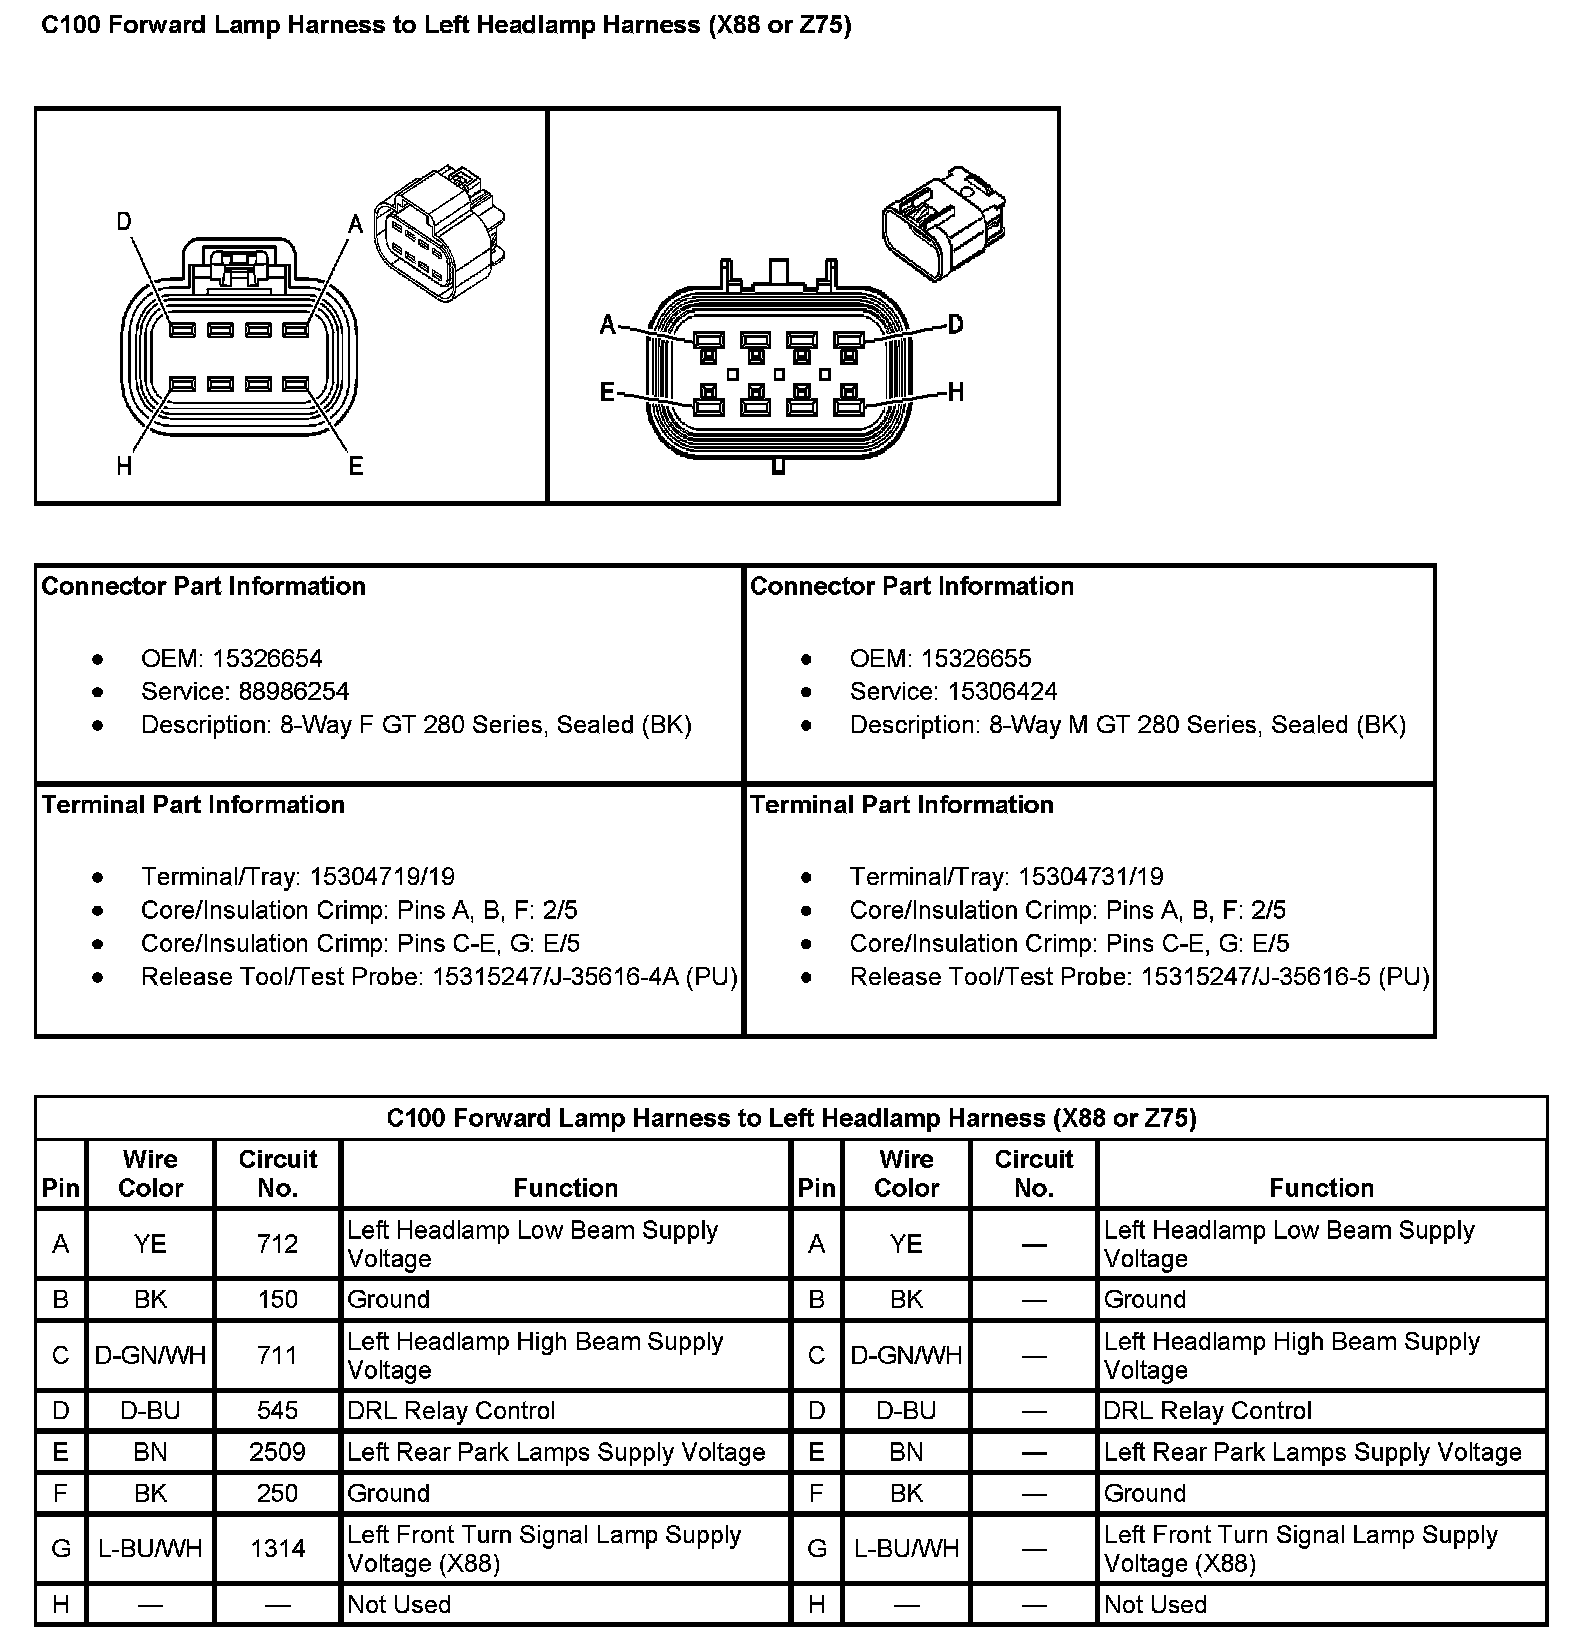 C100 Forward Lamp Harness to Left Headlamp Harness (X88 or Z75)
D
A
H
E
A
D
E
H
Connector Part Information
● OEM: 15326654
● Service: 88986254
● Description: 8-Way F GT 280 Series, Sealed (BK)
Connector Part Information
● OEM: 15326655
● Service: 15306424
● Description: 8-Way M GT 280 Series, Sealed (BK)
Terminal Part Information
● Terminal/Tray: 15304719/19
● Core/Insulation Crimp: Pins A, B, F: 2/5
● Core/Insulation Crimp: Pins C-E, G: E/5
● Release Tool/Test Probe: 15315247/J-35616-4A (PU)
Terminal Part Information
● Terminal/Tray: 15304731/19
● Core/Insulation Crimp: Pins A, B, F: 2/5
● Core/Insulation Crimp: Pins C-E, G: E/5
● Release Tool/Test Probe: 15315247/J-35616-5 (PU)
C100 Forward Lamp Harness to Left Headlamp Harness (X88 or Z75)
Pin Wire Color Circuit No. Function Pin Wire Color Circuit No. Function
A YE 712 Left Headlamp Low Beam Supply Voltage A YE — Left Headlamp Low Beam Supply Voltage
B BK 150 Ground B BK — Ground
C D-GN/WH 711 Left Headlamp High Beam Supply Voltage C D-GN/WH — Left Headlamp High Beam Supply Voltage
D D-BU 545 DRL Relay Control D D-BU — DRL Relay Control
E BN 2509 Left Rear Park Lamps Supply Voltage E BN — Left Rear Park Lamps Supply Voltage
F BK 250 Ground F BK — Ground
G L-BU/WH 1314 Left Front Turn Signal Lamp Supply Voltage (X88) G L-BU/WH — Left Front Turn Signal Lamp Supply Voltage (X88)
H — — Not Used H — — Not Used